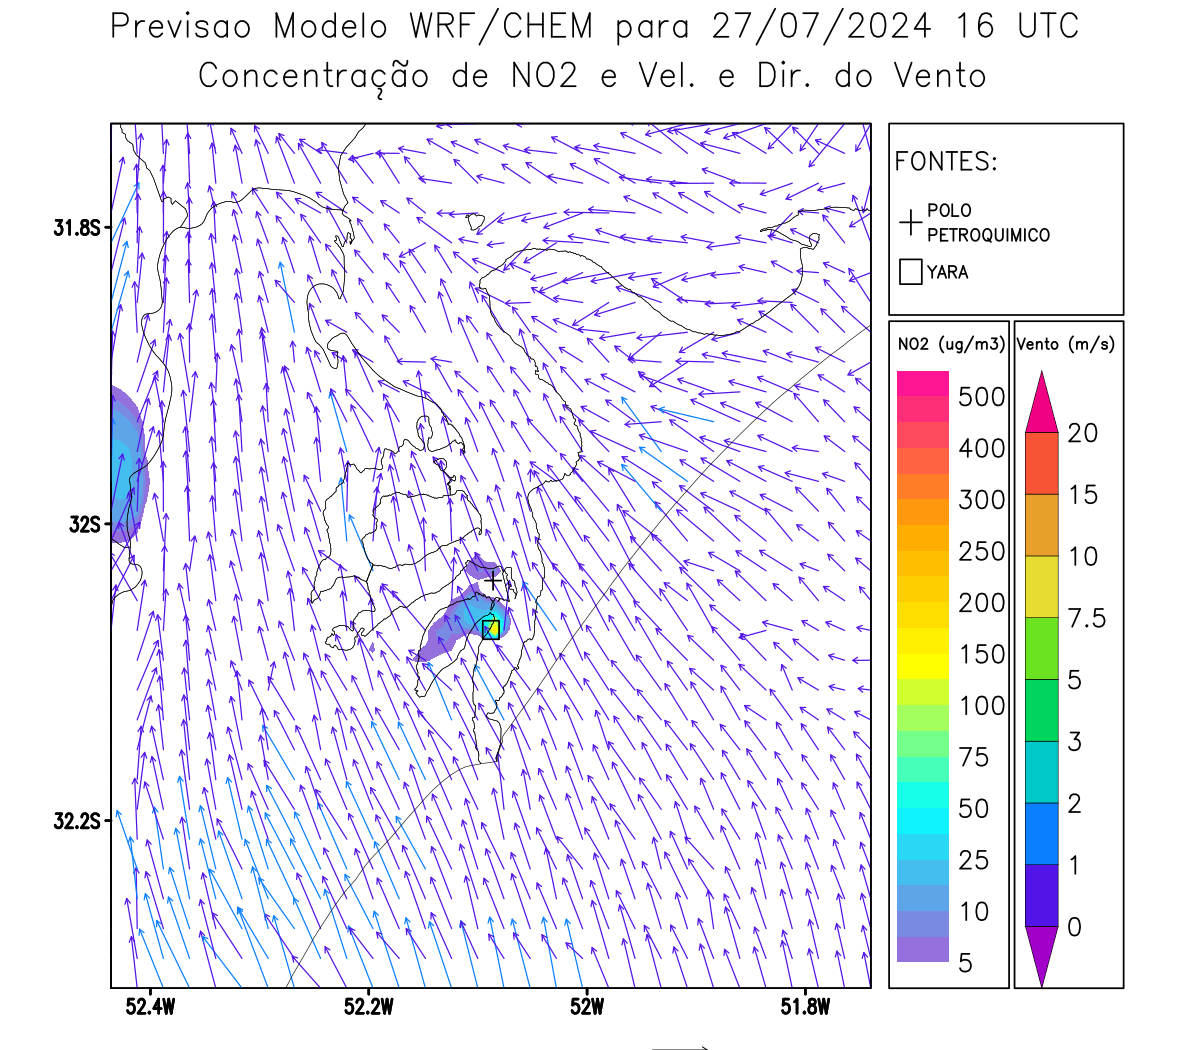 Previsao Modelo WRF/CHEM para 27/07/2024 16 UTC
Concentração de NO2 e Vel. e Dir. do Vento
FONTES:
POLO
PETROQUIMICO
YARA
NO2 (ug/m3)
500
400
300
250
200
150
100
75
50
25
10
5
Vento (m/s)
20
15
10
7.5
5
3
2
1
0
31.8S
32S
32.2S
52.4W
52.2W
52W
51.8W